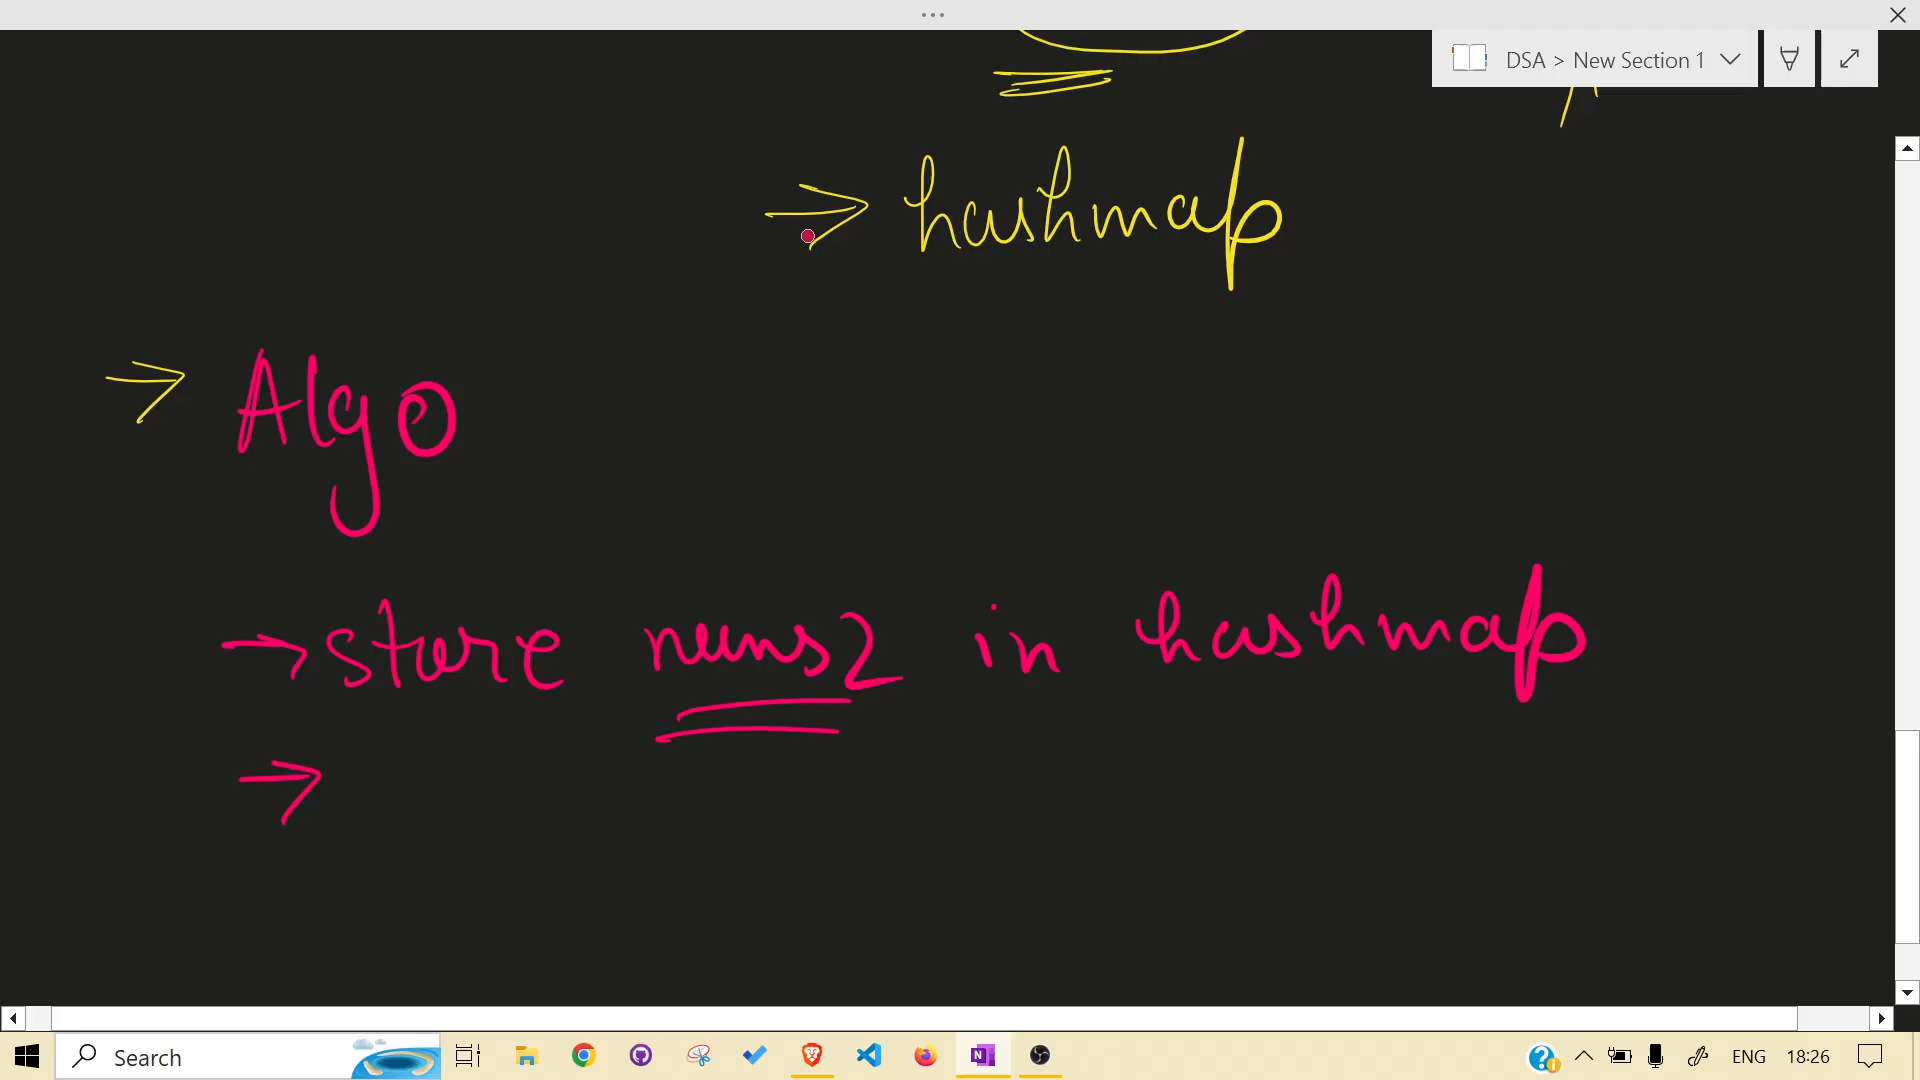 DSA > New Section 1
→ hashmap
→ Algo
→ store nums2 in hashmap
→
Search
ENG 18:26